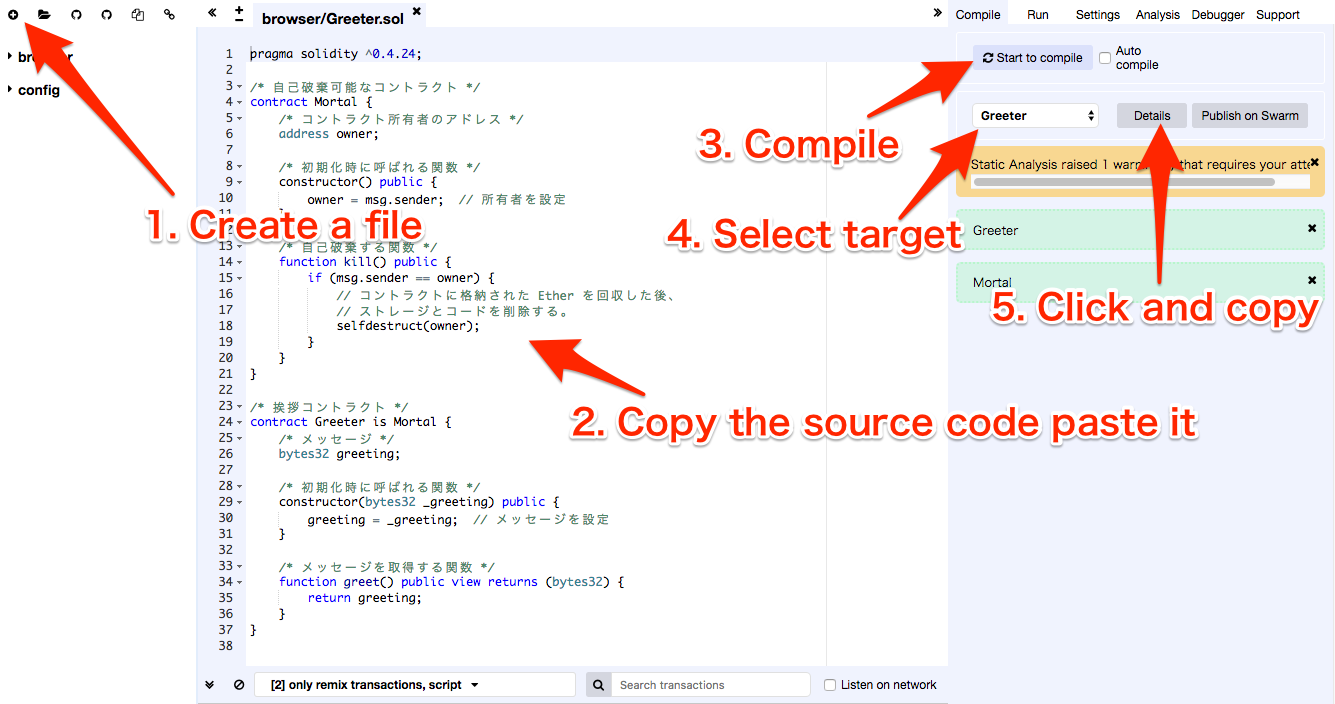 browser/Greeter.sol
Compile Run Settings Analysis Debugger Support
config
Start to compile
Auto compile
Greeter
Details
Publish on Swarm
Static Analysis raised 1 that requires your
Greeter
Mortal
1. Create a file
2. Copy the source code paste it
3. Compile
4. Select target
5. Click and copy
1 pragma solidity ^0.4.24;
2
3 /* 自己破棄可能なコントラクト */
4 contract Mortal {
5 /* コントラクト所有者のアドレス */
6 address owner;
7
8 /* 初期化時に呼ばれる関数 */
9 constructor() public {
10 owner = msg.sender; // 所有者を設定
13 /* 自己破棄する関数 */
14 function kill() public {
15 if (msg.sender == owner) {
16 // コントラクトに格納された Ether を回収した後、
17 // ストレージとコードを削除する。
18 selfdestruct(owner);
19 }
20 }
21 }
22
23 /* 挨拶コントラクト */
24 contract Greeter is Mortal {
25 /* メッセージ */
26 bytes32 greeting;
27
28 /* 初期化時に呼ばれる関数 */
29 constructor(bytes32 _greeting) public {
30 greeting = _greeting; // メッセージを設定
31 }
32
33 /* メッセージを取得する関数 */
34 function greet() public view returns (bytes32) {
35 return greeting;
36 }
37 }
38
[2] only remix transactions, script
Search transactions
Listen on network